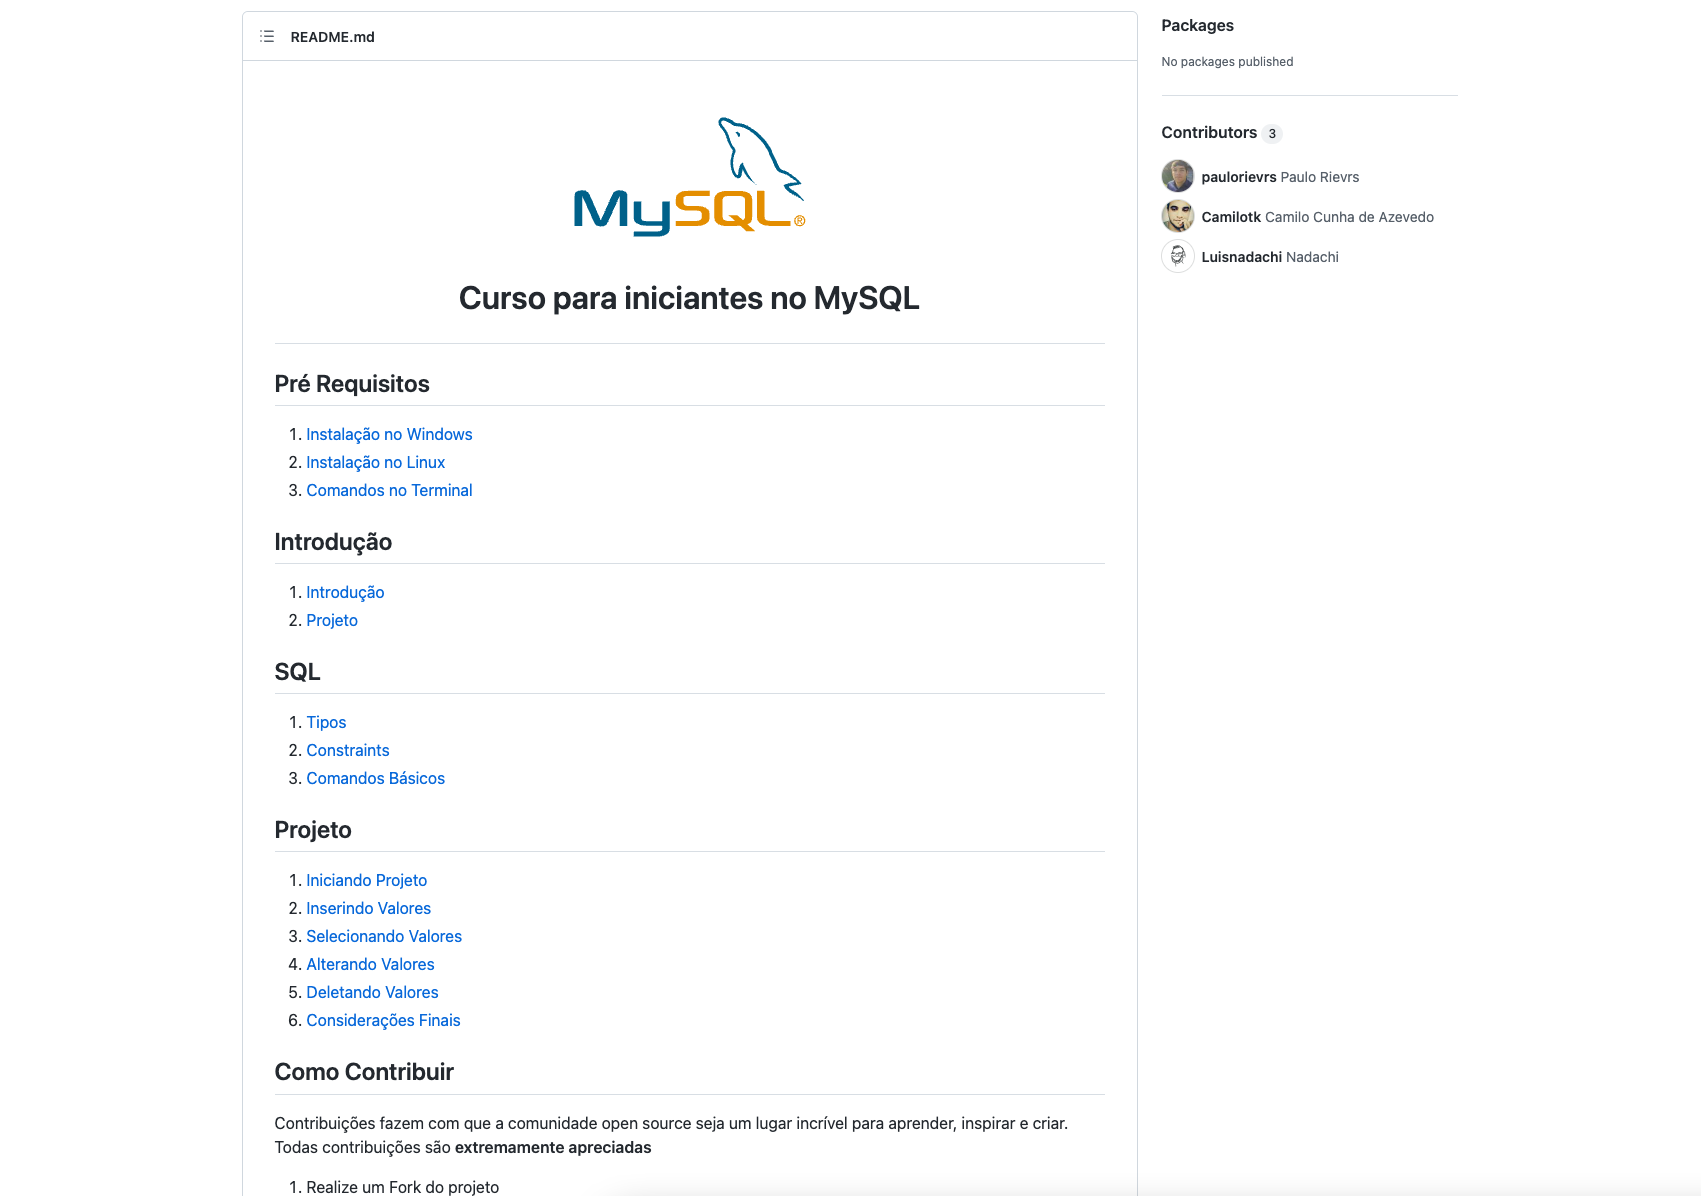 README.md
MySQL®
Curso para iniciantes no MySQL
Pré Requisitos
1. Instalação no Windows
2. Instalação no Linux
3. Comandos no Terminal
Introdução
1. Introdução
2. Projeto
SQL
1. Tipos
2. Constraints
3. Comandos Básicos
Projeto
1. Iniciando Projeto
2. Inserindo Valores
3. Selecionando Valores
4. Alterando Valores
5. Deletando Valores
6. Considerações Finais
Como Contribuir
Contribuições fazem com que a comunidade open source seja um lugar incrível para aprender, inspirar e criar.
Todas contribuições são extremamente apreciadas
1. Realize um Fork do projeto
Packages
No packages published
Contributors 3
paulorievrs Paulo Rievrs
Camilotk Camilo Cunha de Azevedo
Luisnadachi Nadachi